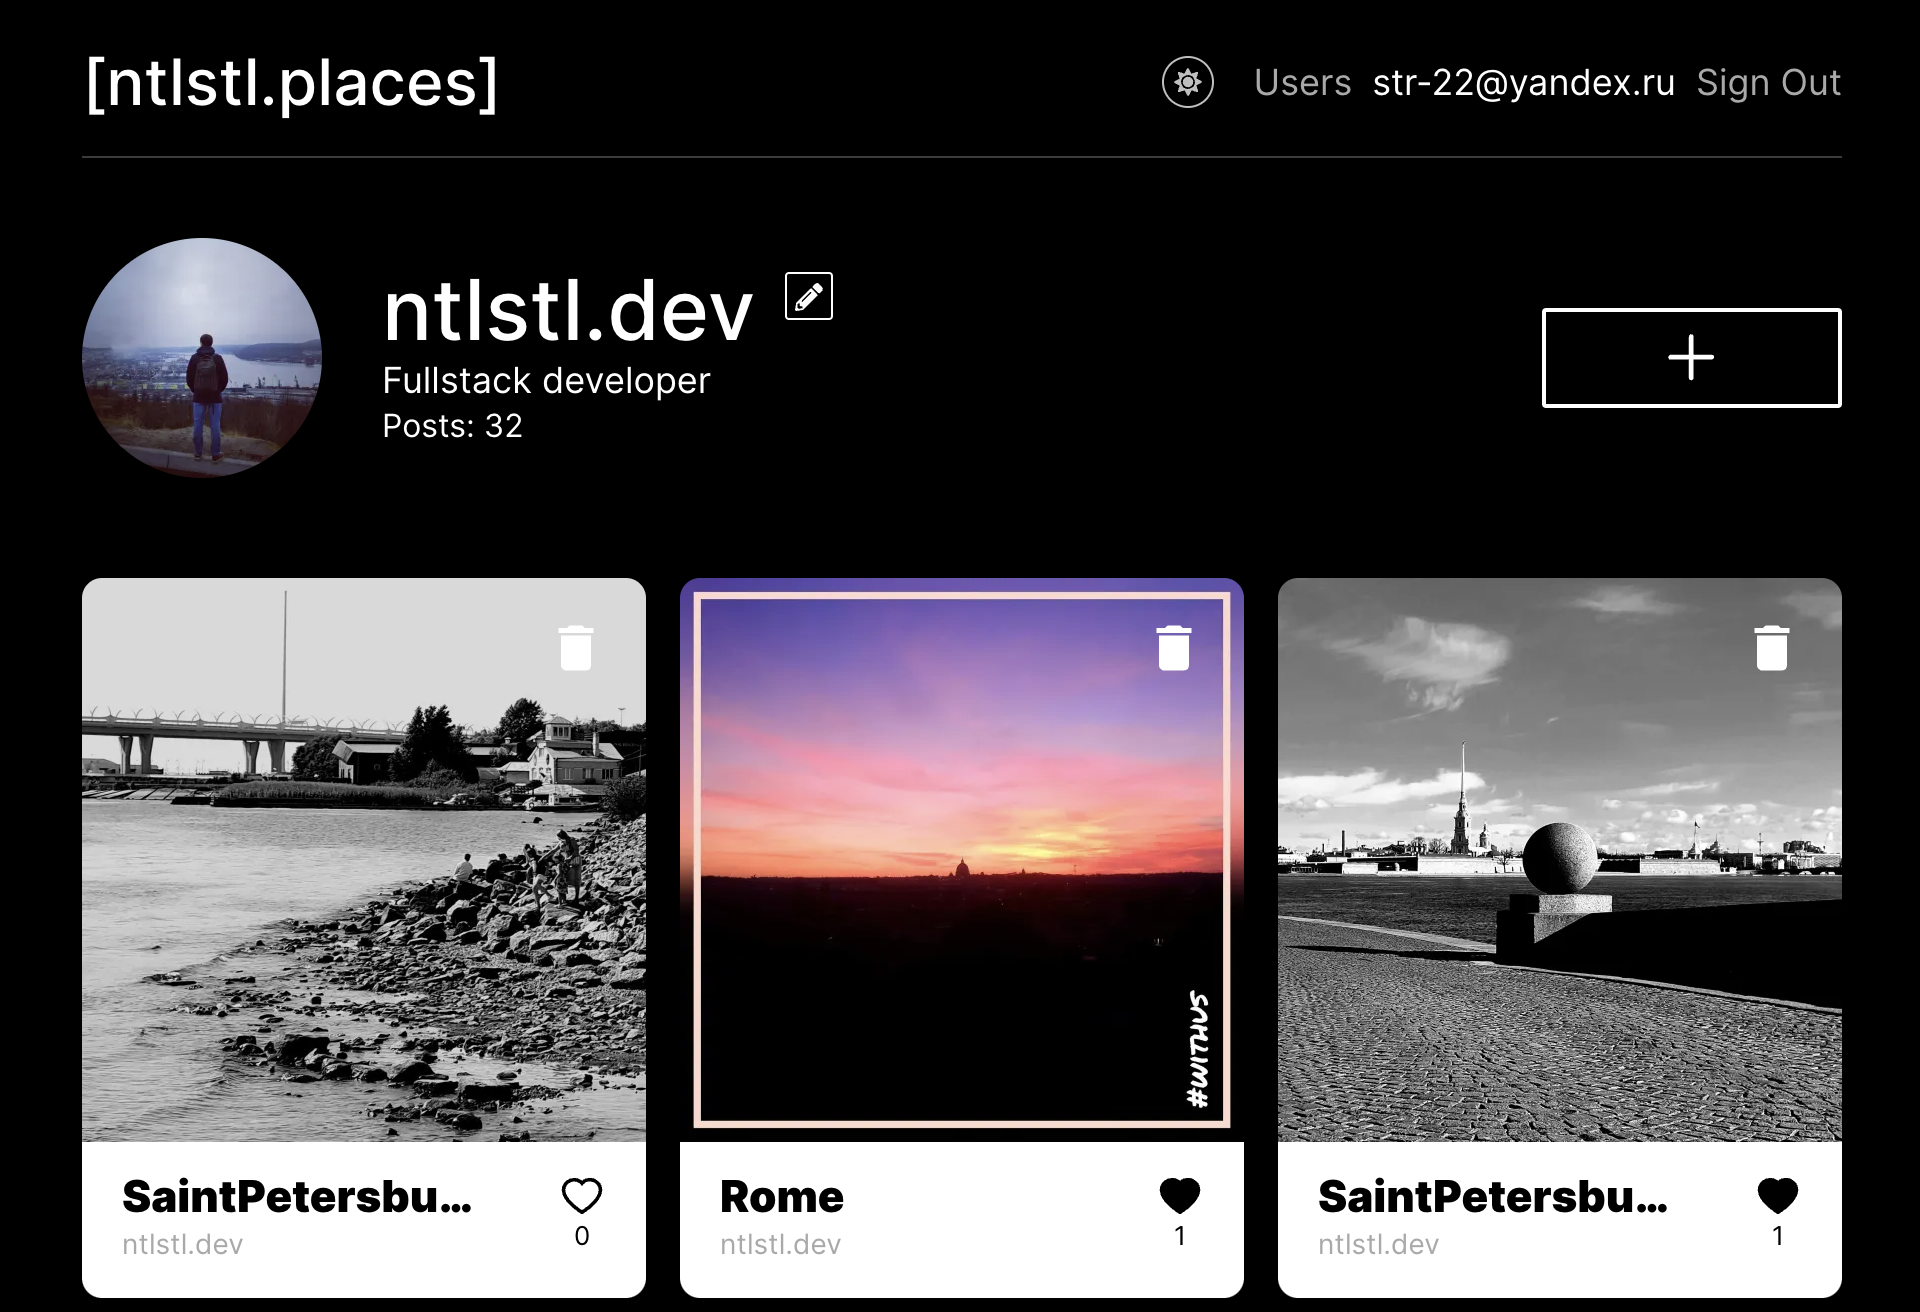 [ntlstl.places]
Users str-22@yandex.ru Sign Out
ntlstl.dev
Fullstack developer
Posts: 32
#WITHUS
SaintPetersbu...
0
ntlstl.dev
Rome
1
ntlstl.dev
SaintPetersbu...
1
ntlstl.dev